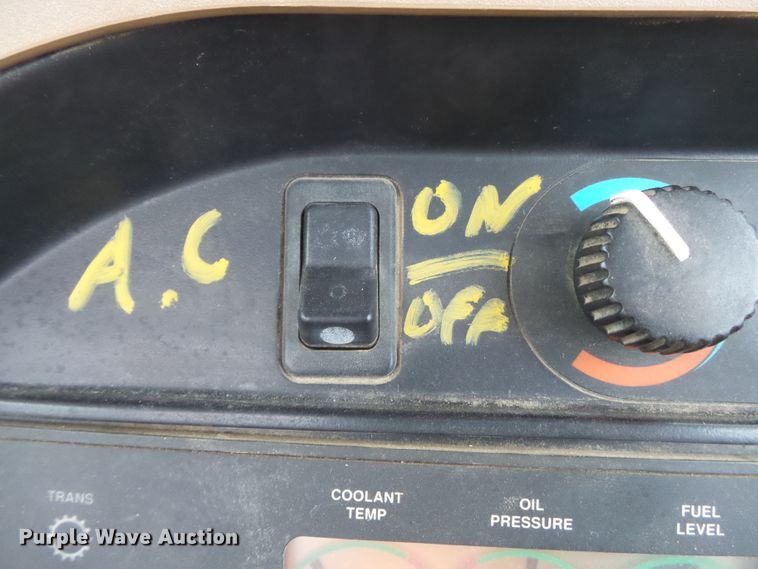 A.C
ON
OFF
TRANS
COOLANT
TEMP
OIL
PRESSURE
FUEL
LEVEL
Purple Wave Auction